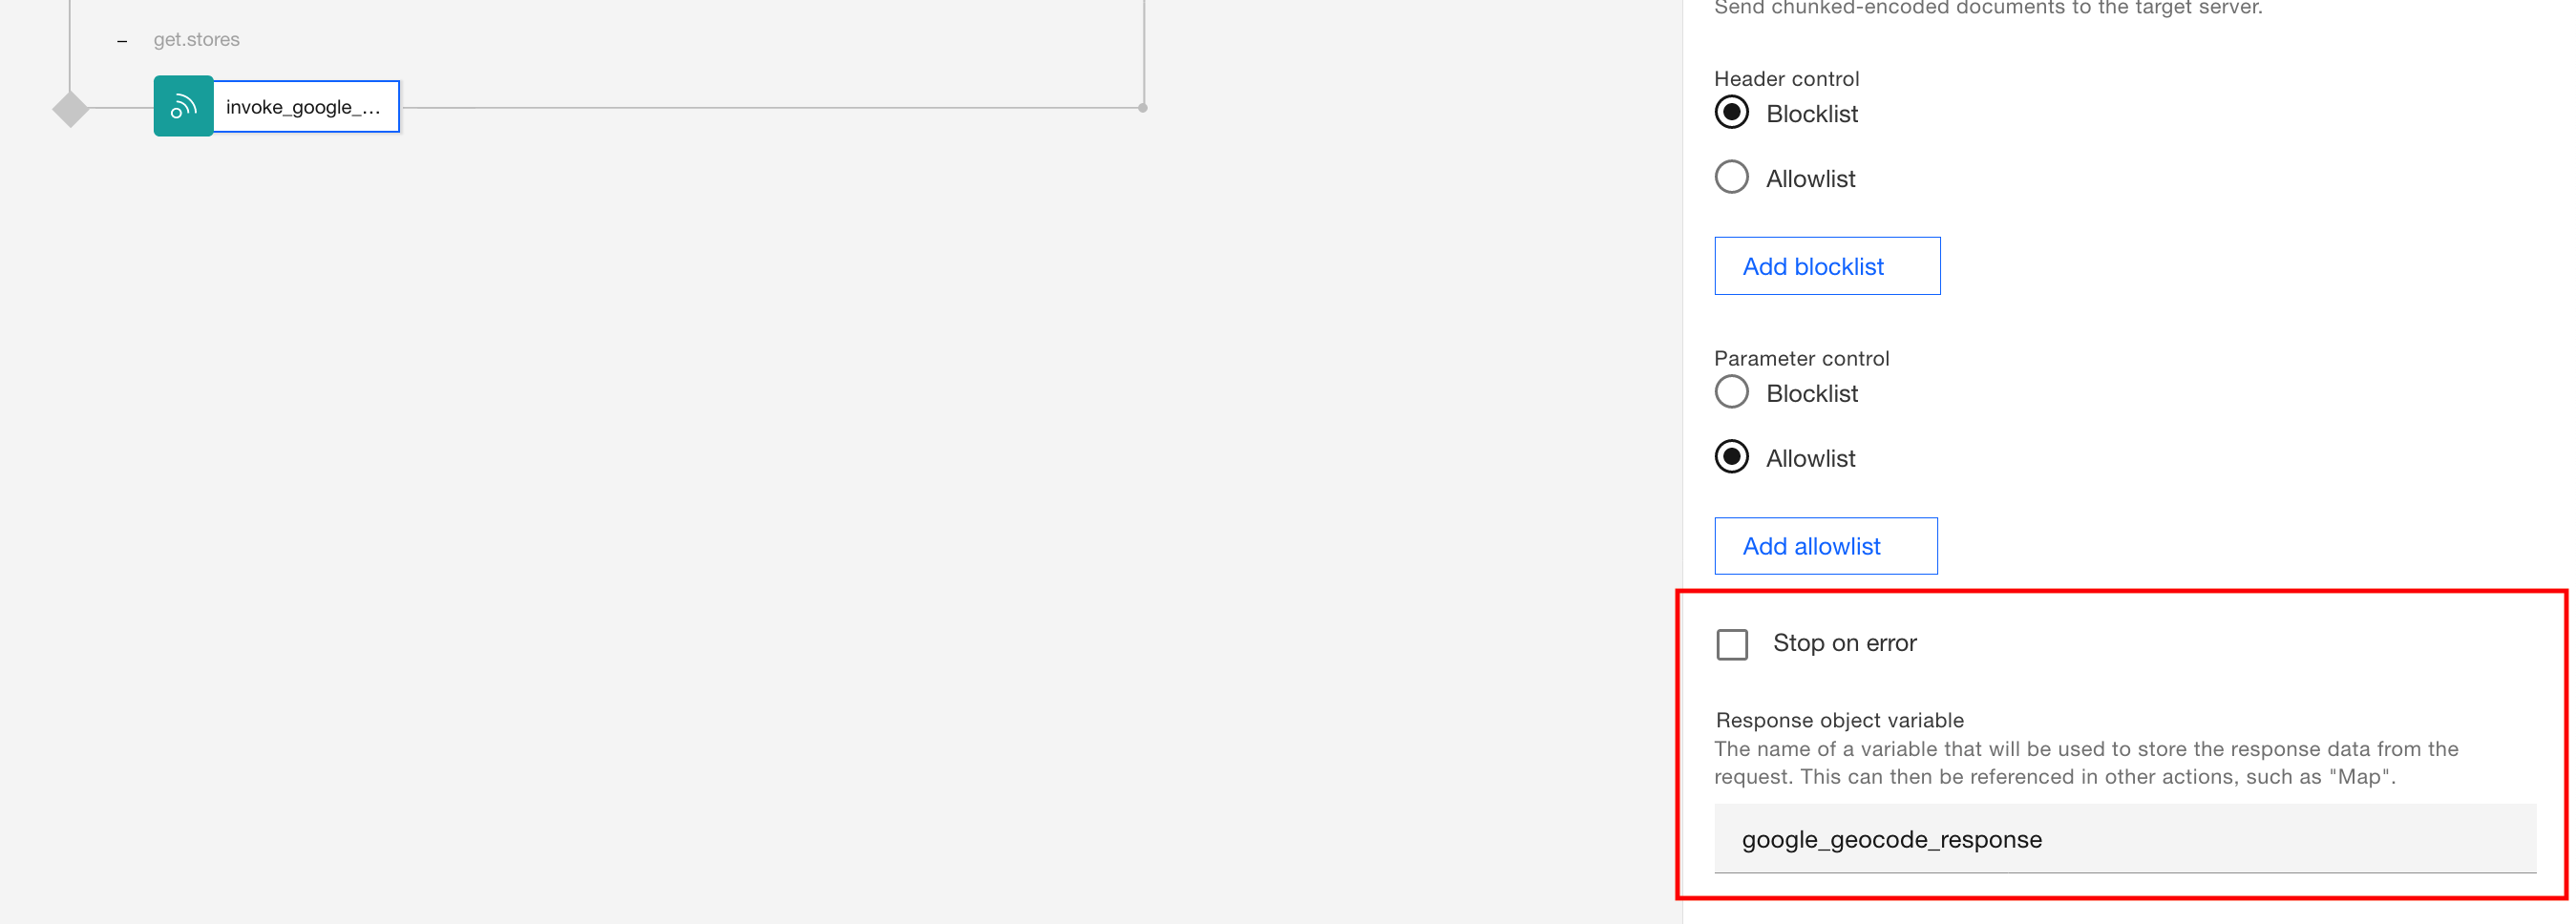 get.stores
invoke_google_...
Send chunked-encoded documents to the target server.
Header control
Blocklist
Allowlist
Add blocklist
Parameter control
Blocklist
Allowlist
Add allowlist
Stop on error
Response object variable
The name of a variable that will be used to store the response data from the
request. This can then be referenced in other actions, such as "Map".
google_geocode_response